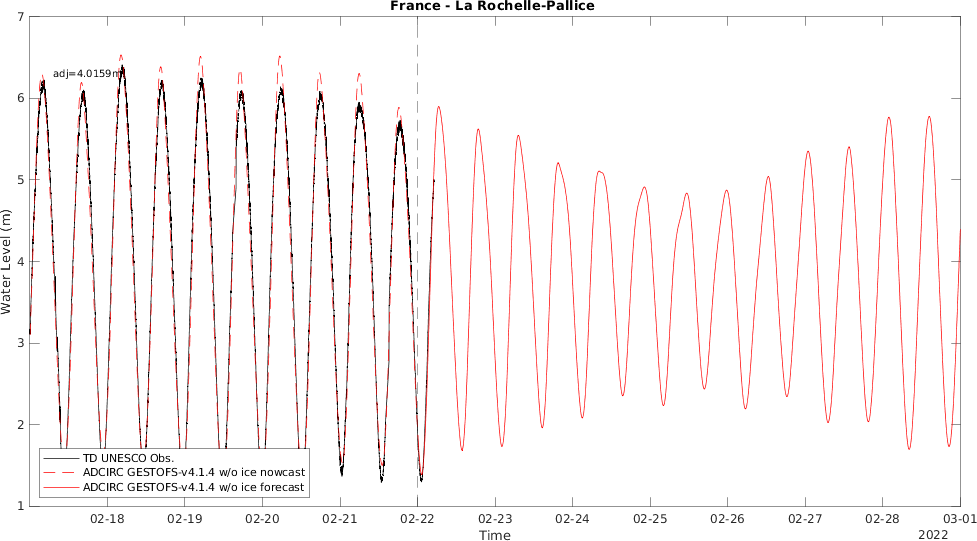 France - La Rochelle-Pallice
7
adj=4.0159m
6
5
4
3
2
1
Water Level (m)
TD UNESCO Obs.
ADCIRC GESTOFS-v4.1.4 w/o ice nowcast
ADCIRC GESTOFS-v4.1.4 w/o ice forecast
02-18 02-19 02-20 02-21 02-22 02-23 02-24 02-25 02-26 02-27 02-28 03-01
Time
2022